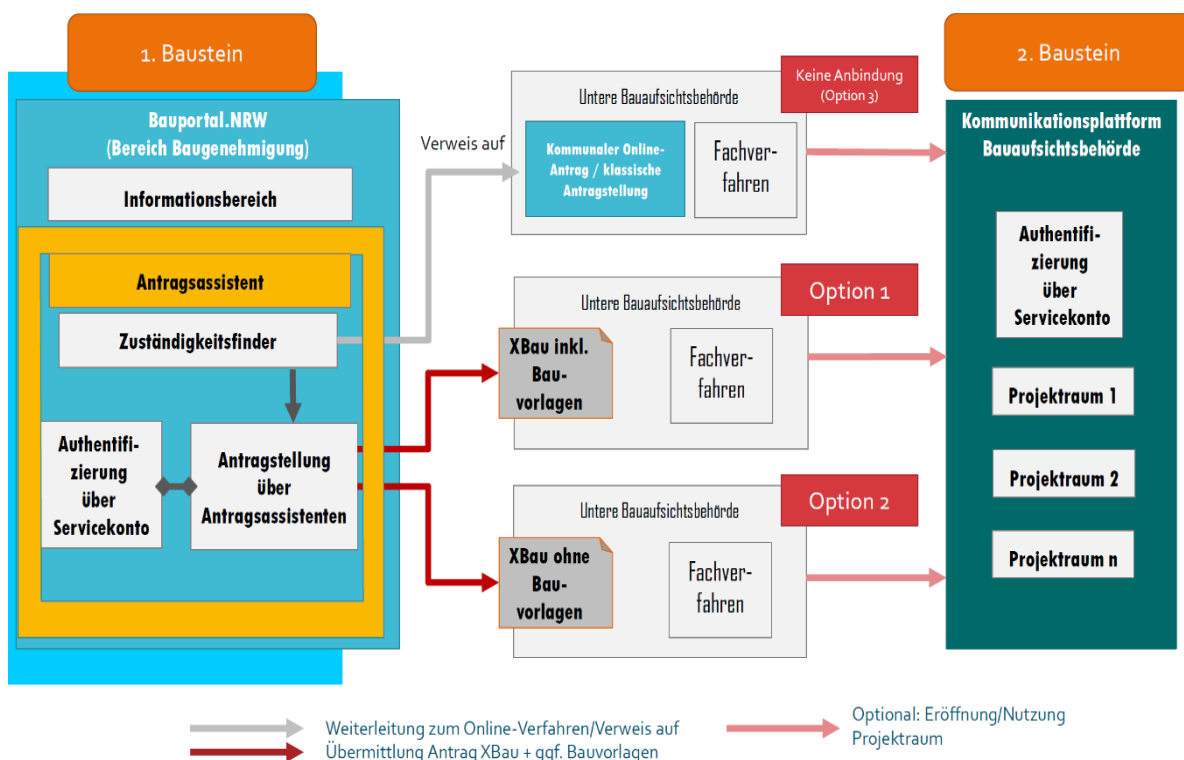 1. Baustein
Bauportal.NRW
(Bereich Baugenehmigung)
Informationsbereich
Antragsassistent
Zuständigkeitsfinder
Authentifi-
zierung
über
Servicekonto
Antragstellung
über
Antragsassistenten
Verweis auf
Keine Anbindung
(Option 3)
Untere Bauaufsichtsbehörde
Kommunaler Online-
Antrag / klassische
Antragstellung
Fachver-
fahren
Option 1
Untere Bauaufsichtsbehörde
XBau inkl.
Bau-
vorlagen
Fachver-
fahren
Option 2
Untere Bauaufsichtsbehörde
XBau ohne
Bau-
vorlagen
Fachver-
fahren
2. Baustein
Kommunikationsplattform
Bauaufsichtsbehörde
Authentifi-
zierung
über
Servicekonto
Projektraum 1
Projektraum 2
Projektraum n
Weiterleitung zum Online-Verfahren/Verweis auf
Übermittlung Antrag XBau + ggf. Bauvorlagen
Optional: Eröffnung/Nutzung
Projektraum